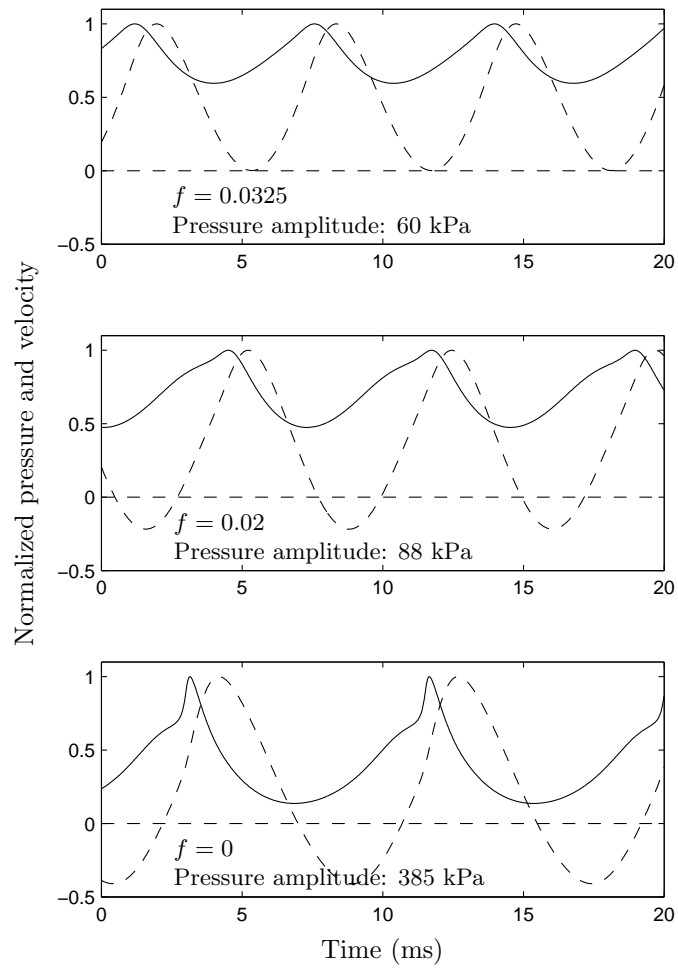 Normalized pressure and velocity
1
0.5
0
−0.5
0 5 10 15 20
f = 0.0325
Pressure amplitude: 60 kPa
1
0.5
0
−0.5
0 5 10 15 20
f = 0.02
Pressure amplitude: 88 kPa
1
0.5
0
−0.5
0 5 10 15 20
f = 0
Pressure amplitude: 385 kPa
Time (ms)